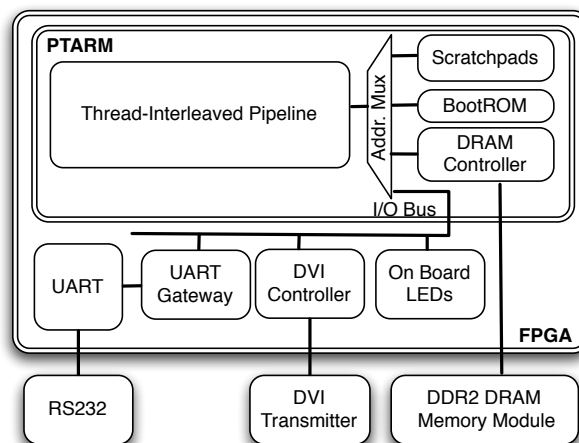 PTARM
Thread-Interleaved Pipeline
Addr. Mux
Scratchpads
BootROM
DRAM
Controller
I/O Bus
UART
UART
Gateway
DVI
Controller
On Board
LEDs
FPGA
RS232
DVI
Transmitter
DDR2 DRAM
Memory Module